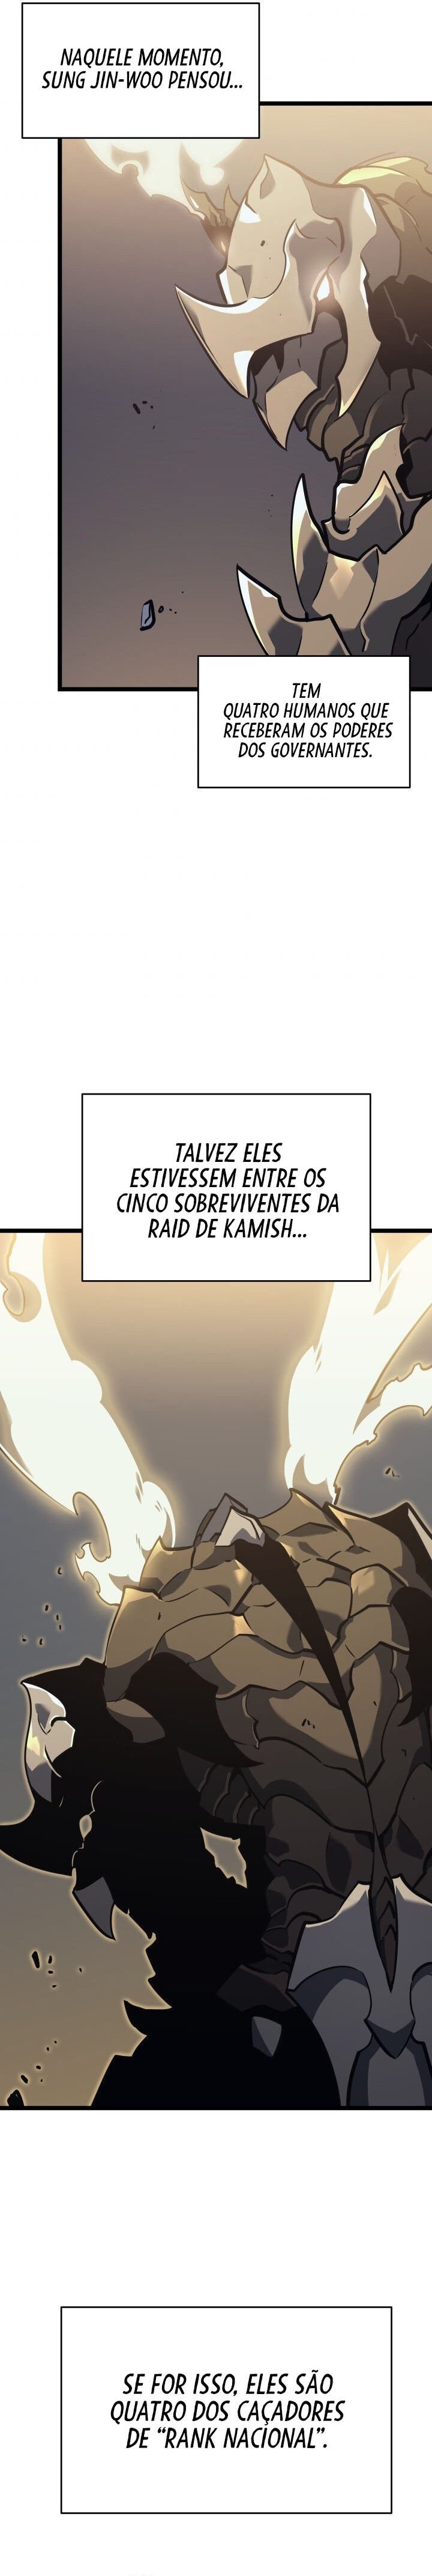 NAQUELE MOMENTO,
SUNG JIN-WOO PENSOU...
TEM
QUATRO HUMANOS QUE
RECEBERAM OS PODERES
DOS GOVERNANTES.
TALVEZ ELES
ESTIVESSEM ENTRE OS
CINCO SOBREVIVENTES DA
RAID DE KAMISH...
SE FOR ISSO, ELES SÃO
QUATRO DOS CAÇADORES
DE “RANK NACIONAL”.